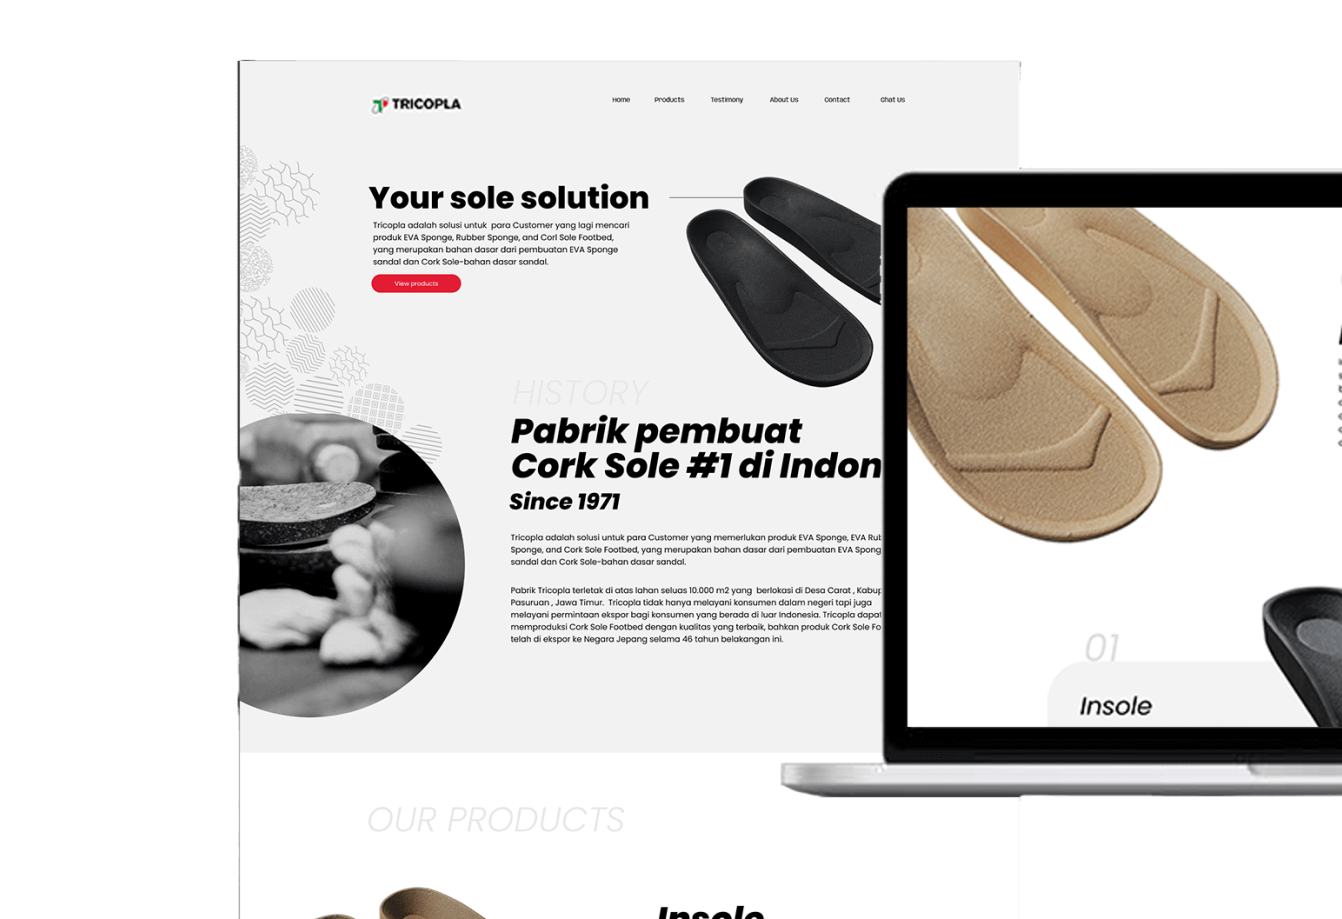 TRICOPLA
Home Products Testimony About Us Contact Chat Us
Your sole solution
Tricopla adalah solusi untuk para Customer yang lagi mencari
produk EVA Sponge, Rubber Sponge, and Corl Sole Footbed,
yang merupakan bahan dasar dari pembuatan EVA Sponge
sandal dan Cork Sole-bahan dasar sandal.
View products
HISTORY
Pabrik pembuat
Cork Sole #1 di Indon
Since 1971
Tricopla adalah solusi untuk para Customer yang memerlukan produk EVA Sponge, EVA Rub
Sponge, and Cork Sole Footbed, yang merupakan bahan dasar dari pembuatan EVA Spong
sandal dan Cork Sole-bahan dasar sandal.
Pabrik Tricopla terletak di atas lahan seluas 10.000 m2 yang berlokasi di Desa Carat , Kabup
Pasuruan , Jawa Timur. Tricopla tidak hanya melayani konsumen dalam negeri tapi juga
melayani permintaan ekspor bagi konsumen yang berada di luar Indonesia. Tricopla dapat
memproduksi Cork Sole Footbed dengan kualitas yang terbaik, bahkan produk Cork Sole Fo
telah di ekspor ke Negara Jepang selama 46 tahun belakangan ini.
01
Insole
OUR PRODUCTS
Insole